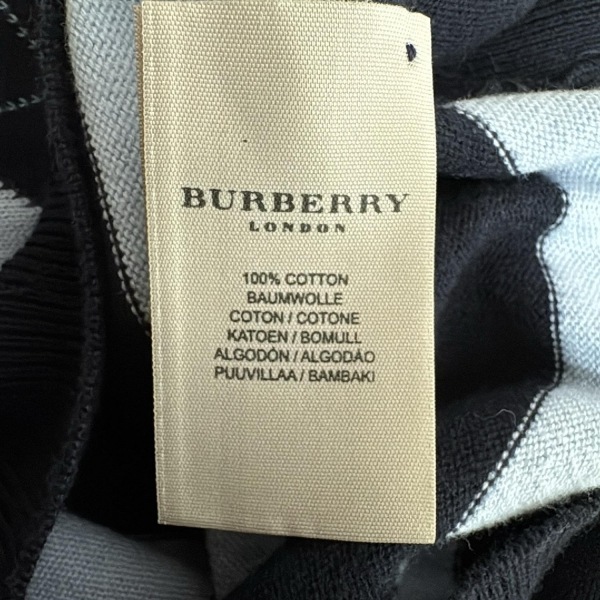 BURBERRY
LONDON
100% COTTON
BAUMWOLLE
COTON / COTONE
KATOEN / BOMULL
ALGODÓN / ALGODÃO
PUUVILLAA / BAMBAKI